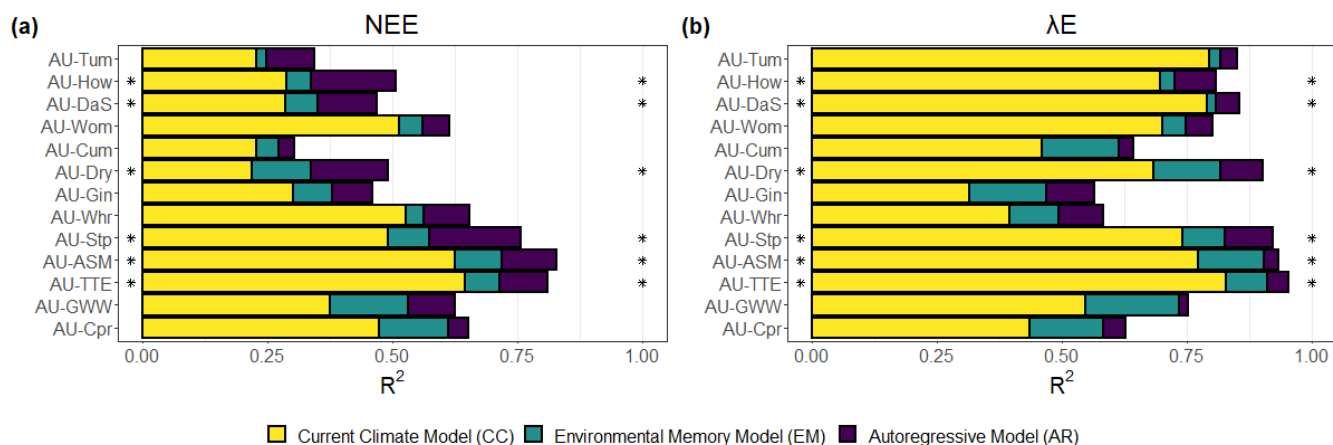 (a)
NEE
AU-Tum
AU-How
* *
AU-DaS
* *
AU-Wom
AU-Cum
AU-Dry
* *
AU-Gin
AU-Whr
AU-Stp
* *
AU-ASM
* *
AU-TTE
* *
AU-GWW
AU-Cpr
0.00 0.25 0.50 0.75 1.00
R²
(b)
λE
AU-Tum
AU-How
* *
AU-DaS
* *
AU-Wom
AU-Cum
AU-Dry
* *
AU-Gin
AU-Whr
AU-Stp
* *
AU-ASM
* *
AU-TTE
* *
AU-GWW
AU-Cpr
0.00 0.25 0.50 0.75 1.00
R²
Current Climate Model (CC) Environmental Memory Model (EM) Autoregressive Model (AR)